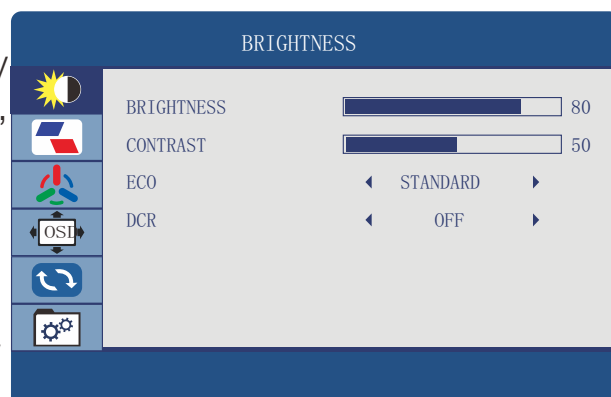 BRIGHTNESS
BRIGHTNESS 80
CONTRAST 50
ECO STANDARD
DCR OFF
OSD